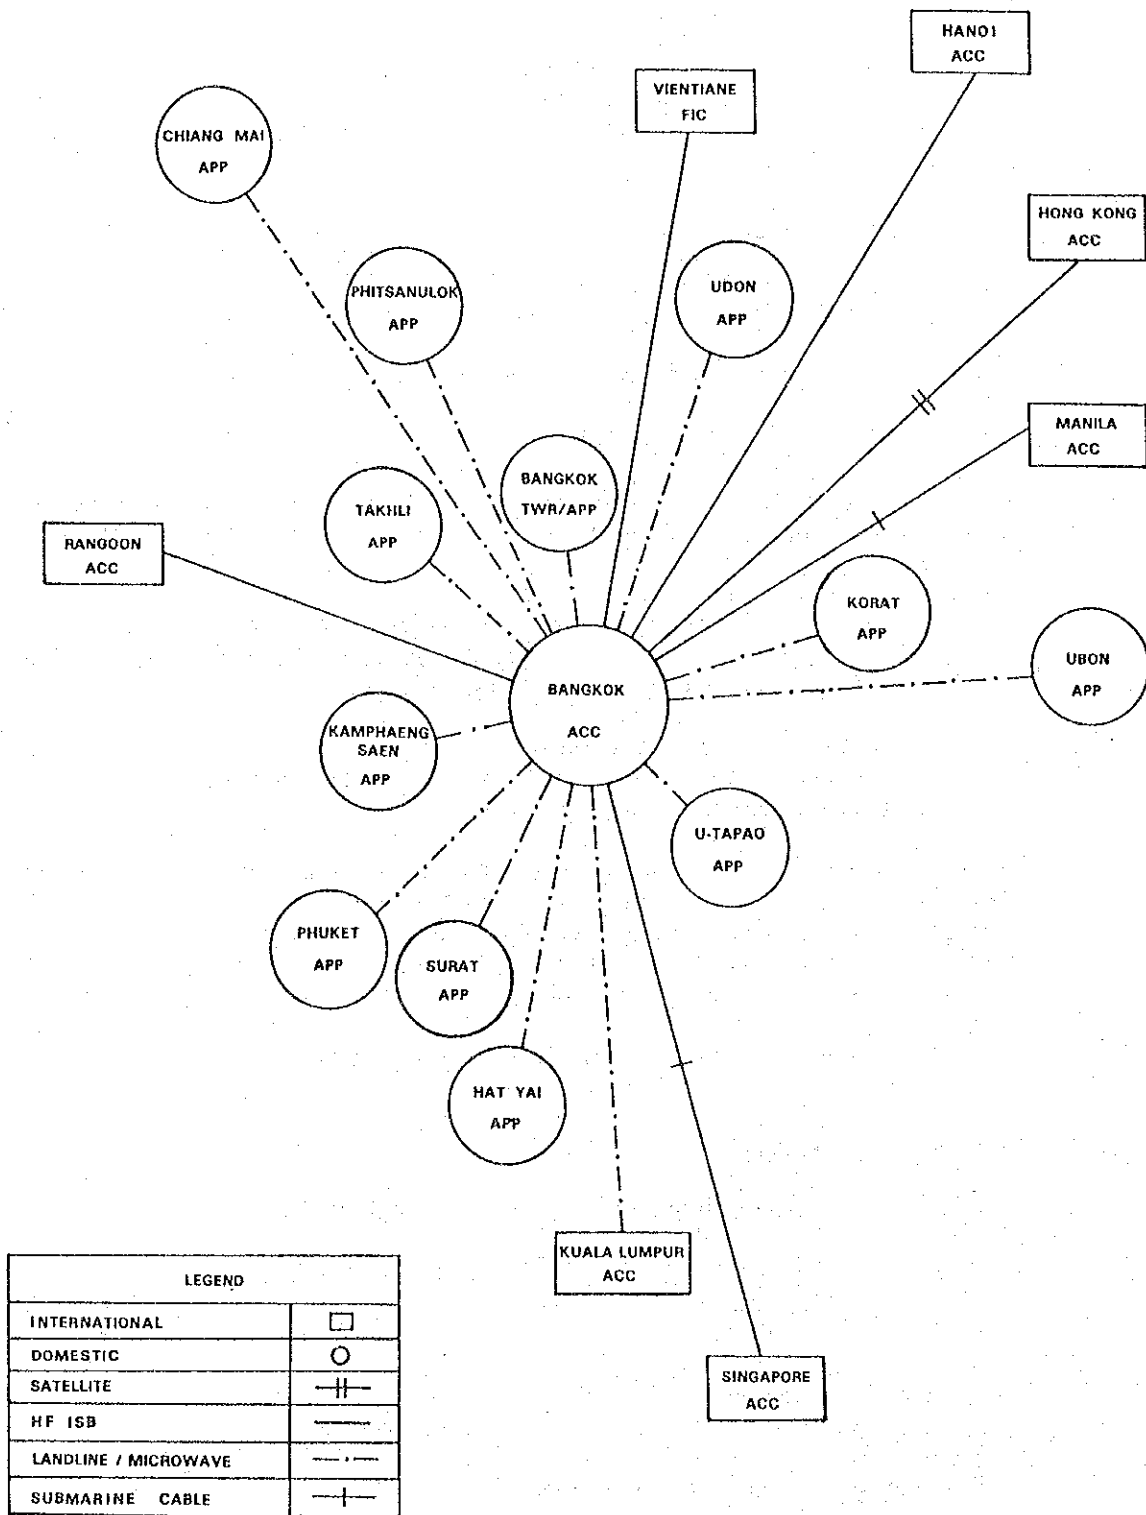 HANOI
ACC
VIENTIANE
FIC
CHIANG MAI
APP
HONG KONG
ACC
PHITSANULOK
APP
UDON
APP
MANILA
ACC
BANGKOK
TWR/APP
TAKHLI
APP
RANGOON
ACC
KORAT
APP
UBON
APP
BANGKOK
ACC
KAMPHAENG
SAEN
APP
U-TAPAO
APP
PHUKET
APP
SURAT
APP
HAT YAI
APP
KUALA LUMPUR
ACC
SINGAPORE
ACC
LEGEND
INTERNATIONAL
DOMESTIC
SATELLITE
HF ISB
LANDLINE / MICROWAVE
SUBMARINE CABLE